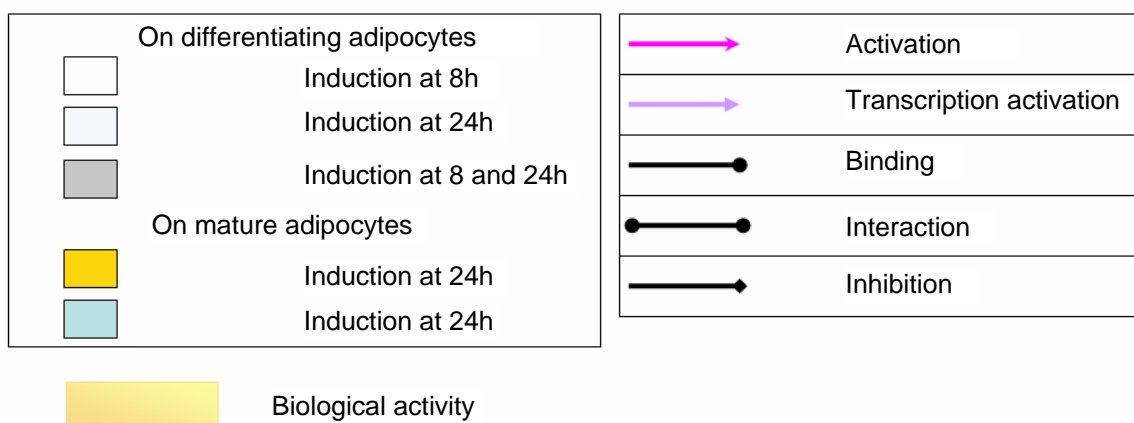 On differentiating adipocytes
Induction at 8h
Induction at 24h
Induction at 8 and 24h
On mature adipocytes
Induction at 24h
Induction at 24h
Biological activity
Activation
Transcription activation
Binding
Interaction
Inhibition